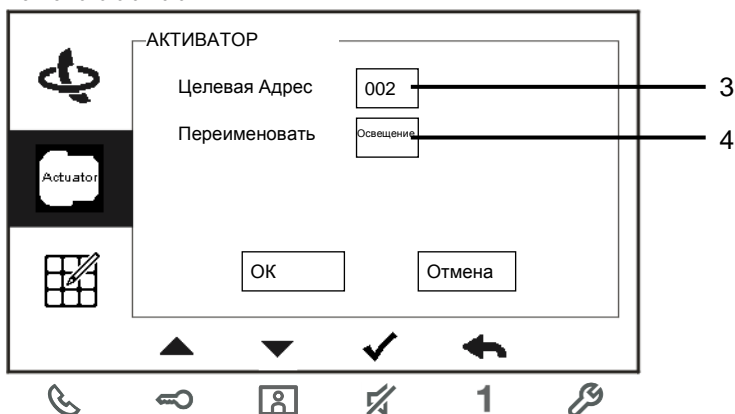 АКТИВАТОР
Целевая Адрес 002 3
Переименовать Освещение 4
Actuator
ОК Отмена
1